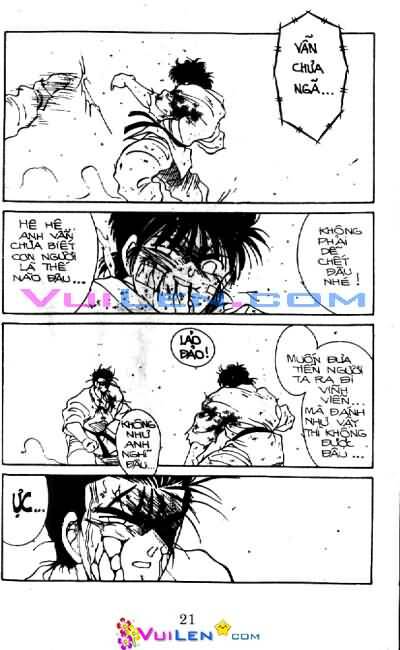 VẪN
CHƯA
NGÃ...
HÊ HÊ
ANH VẪN
CHƯA BIẾT
CON NGƯỜI
LÀ THẾ
NÀO ĐÂU...
KHÔNG
PHẢI
DỄ
CHẾT
ĐÂU
NHÉ!
VUILEN.COM
LẢO
ĐẢO!
MUỐN ĐƯA
TIỄN NGƯỜI
TA RA ĐI
VĨNH
VIỄN...
MÀ ĐÁNH
NHƯ VẬY
THÌ KHÔNG
ĐƯỢC
ĐÂU...
KHÔNG
NHƯ
ANH
NGHĨ
ĐÂU...
ỰC...
21
VUILEN.COM